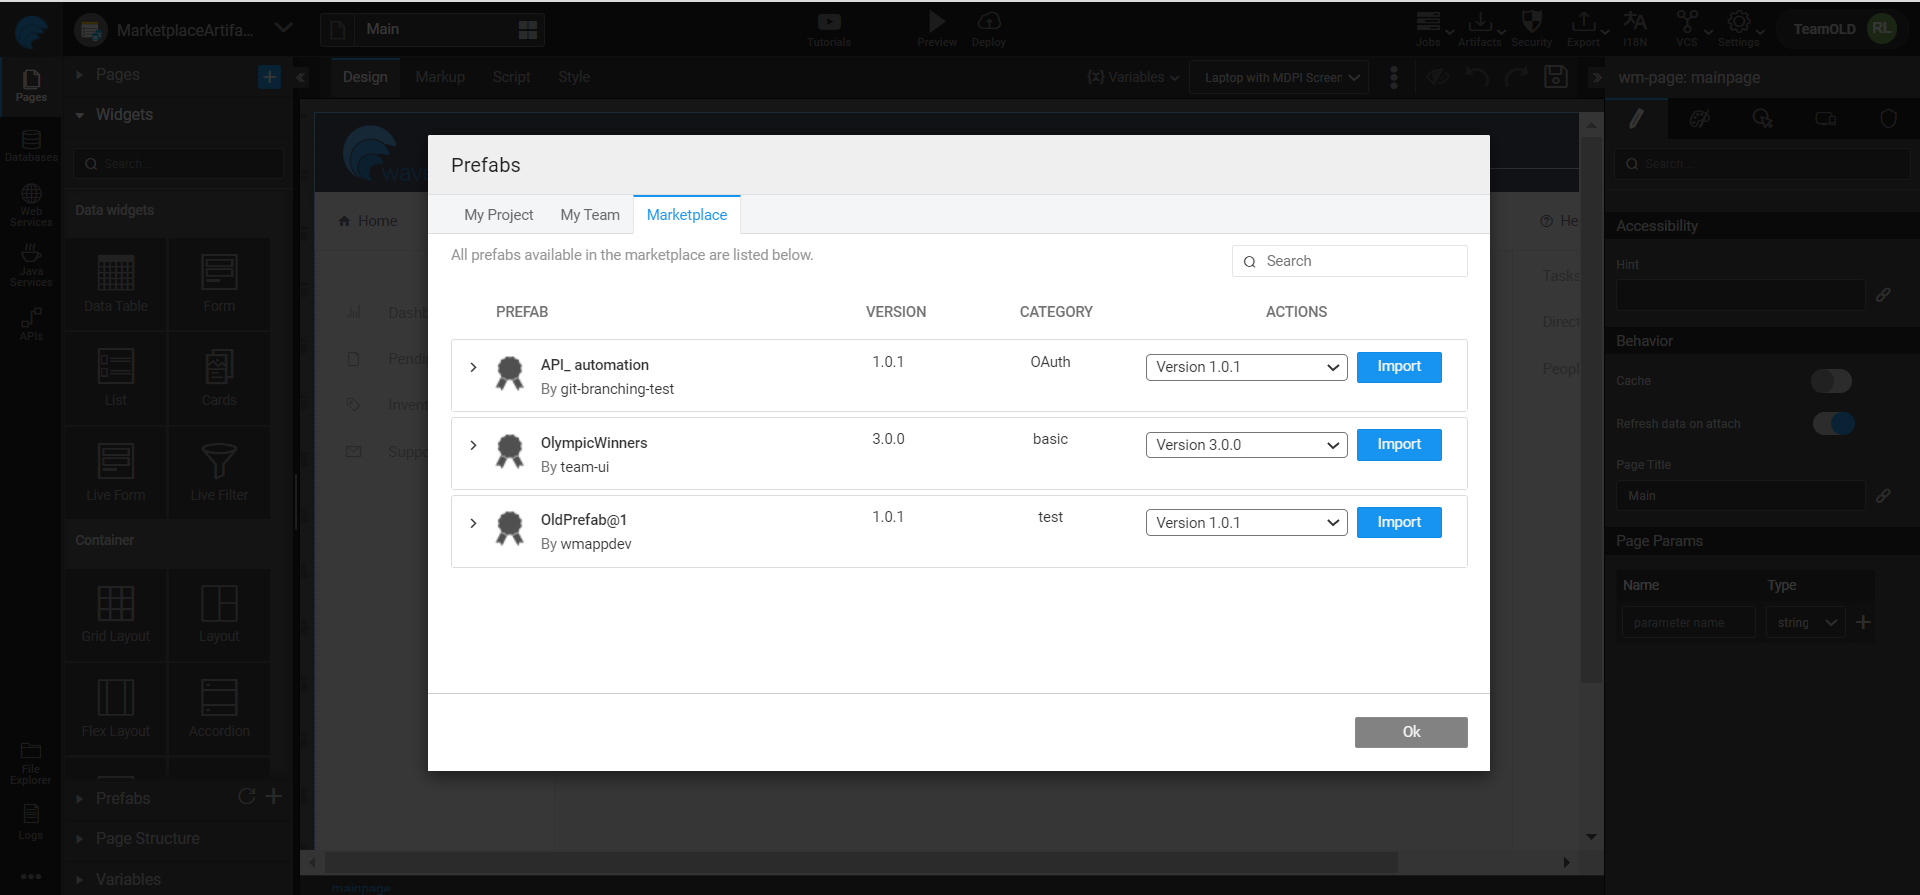 MarketplaceArtifa...
Main
Tutorials
Preview
Deploy
Jobs
Artifacts
Security
Export
I18N
VCS
Settings
TeamOLD
RL
Pages
Databases
Web
Services
Java
Services
APIs
File
Explorer
Logs
Pages
Widgets
Search...
Data widgets
Data Table
Form
List
Cards
Live Form
Live Filter
Container
Grid Layout
Layout
Flex Layout
Accordion
Prefabs
Page Structure
Variables
Design
Markup
Script
Style
{x} Variables
Laptop with MDPI Screen
Home
He
Tasks
Direct
Peopl
Dashb
Pendin
Invent
Suppo
mainpage
Prefabs
My Project
My Team
Marketplace
All prefabs available in the marketplace are listed below.
Search
PREFAB VERSION CATEGORY ACTIONS
API_ automation 1.0.1 OAuth Version 1.0.1 Import
By git-branching-test
OlympicWinners 3.0.0 basic Version 3.0.0 Import
By team-ui
OldPrefab@1 1.0.1 test Version 1.0.1 Import
By wmappdev
Ok
wm-page: mainpage
Search...
Accessibility
Hint
Behavior
Cache
Refresh data on attach
Page Title
Main
Page Params
Name Type
parameter name string